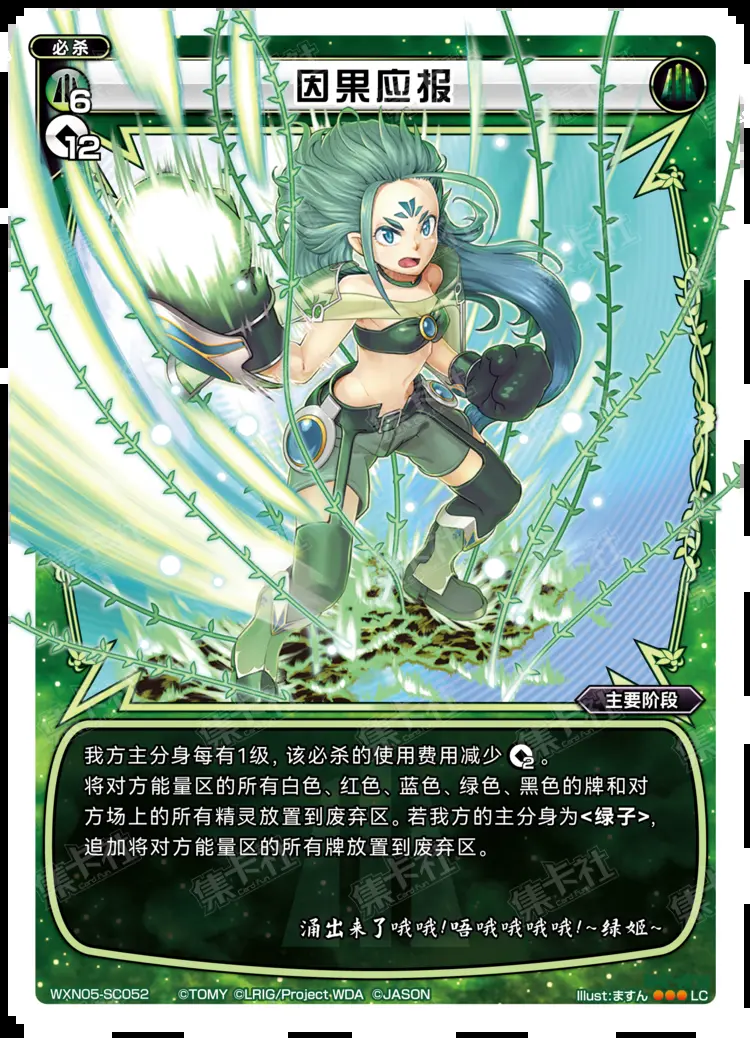 必杀
因果应报
6
12
主要阶段
我方主分身每有1级，该必杀的使用费用减少 2 。
将对方能量区的所有白色、红色、蓝色、绿色、黑色的牌和对
方场上的所有精灵放置到废弃区。若我方的主分身为<绿子>，
追加将对方能量区的所有牌放置到废弃区。
涌出来了哦哦！唔哦哦哦哦！~绿姬~
WXN05-SC052 ©TOMY ©LRIG/Project WDA ©JASON Illust:ますん LC
集卡社